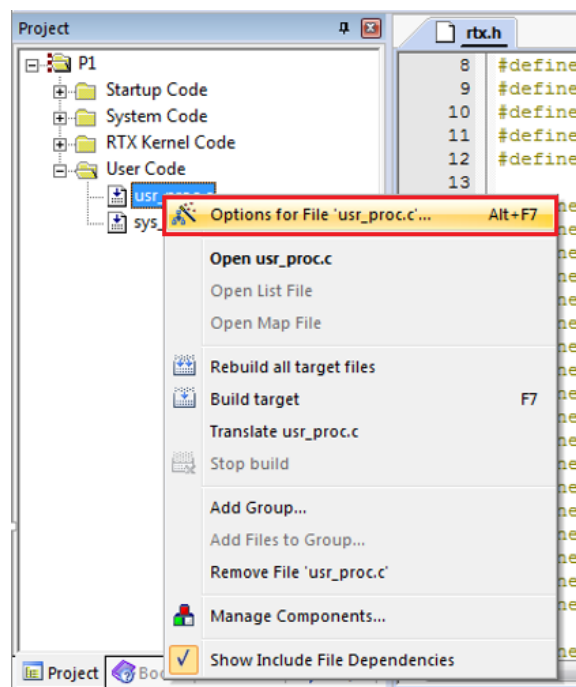 Project
rtx.h
P1
Startup Code
System Code
RTX Kernel Code
User Code
usr_proc.c
sys_
8 #define
9 #define
10 #define
11 #define
12 #define
13
Options for File 'usr_proc.c'... Alt+F7
Open usr_proc.c
Open List File
Open Map File
Rebuild all target files
Build target F7
Translate usr_proc.c
Stop build
Add Group...
Add Files to Group...
Remove File 'usr_proc.c'
Manage Components...
Show Include File Dependencies
Project
Boo